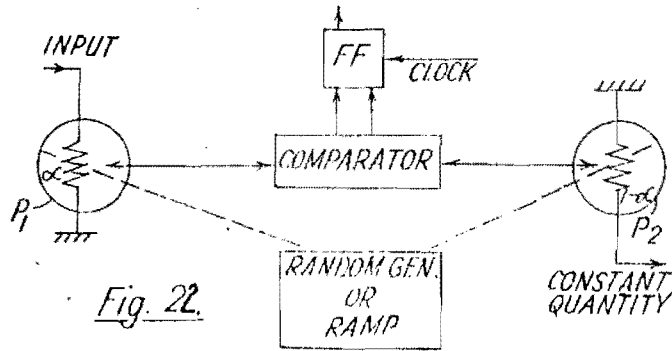 INPUT
FF
CLOCK
COMPARATOR
α
P1
-α
P2
RANDOM GEN.
OR
RAMP
CONSTANT
QUANTITY
Fig. 22.